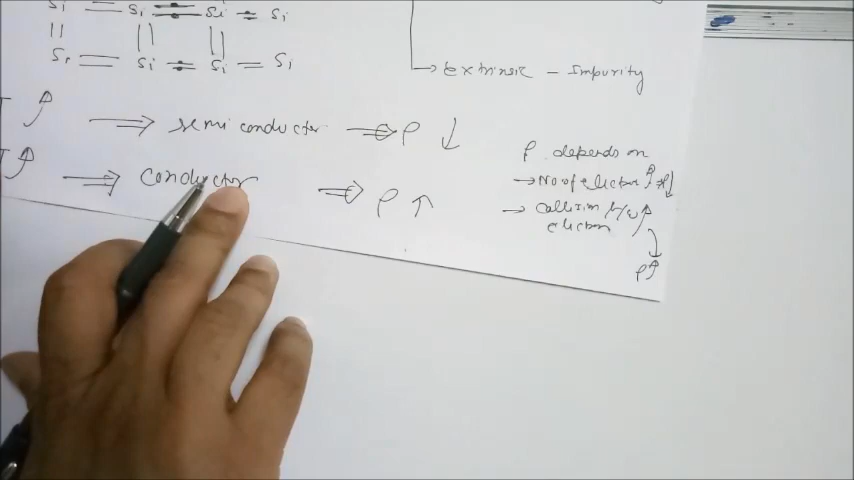 Si = Si = Si = Si
Si = Si = Si = Si
→ extrinsic - Impurity
T ↑ ⇒ semi conductor ⇒ ρ ↓
T ↑ ⇒ conductor ⇒ ρ ↑
ρ depends on
→ No of electron ↑ ρ↓
→ Collision b/w ↑
electron
ρ↑